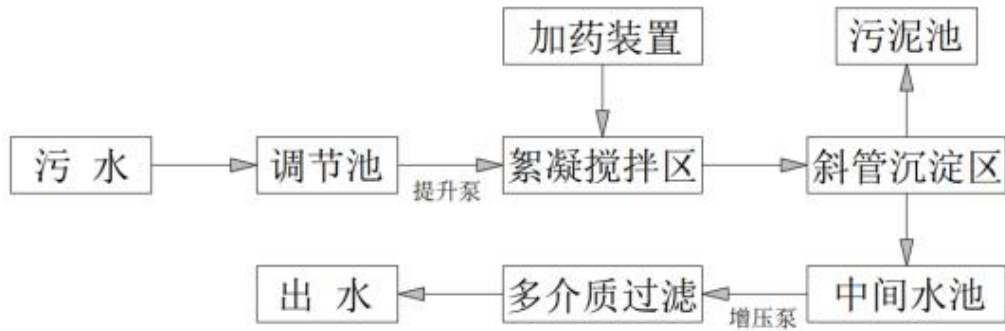 加药装置
污泥池
污 水
调节池
提升泵
絮凝搅拌区
斜管沉淀区
出 水
多介质过滤
增压泵
中间水池